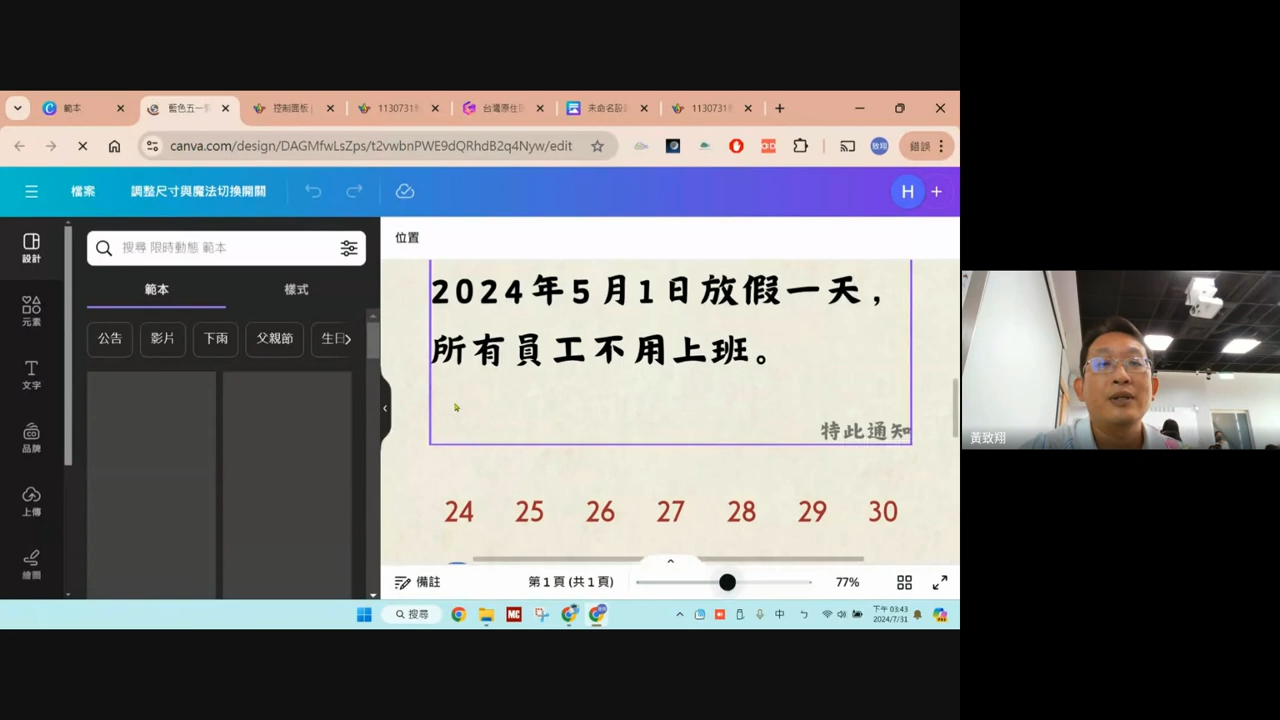 範本
藍色五一
控制面板
1130731
台灣原住
未命名設
1130731
canva.com/design/DAGMfwLsZps/t2vwbnPWE9dQRhdB2q4Nyw/edit
致翔
錯誤
檔案
調整尺寸與魔法切換開關
H
設計
元素
文字
品牌
上傳
繪圖
搜尋 限時動態 範本
範本
樣式
公告
影片
下雨
父親節
生日
位置
2024年5月1日放假一天，
所有員工不用上班。
特此通知
24 25 26 27 28 29 30
備註
第 1 頁 (共 1 頁)
77%
搜尋
MC
中
下午 03:43
2024/7/31
黃致翔